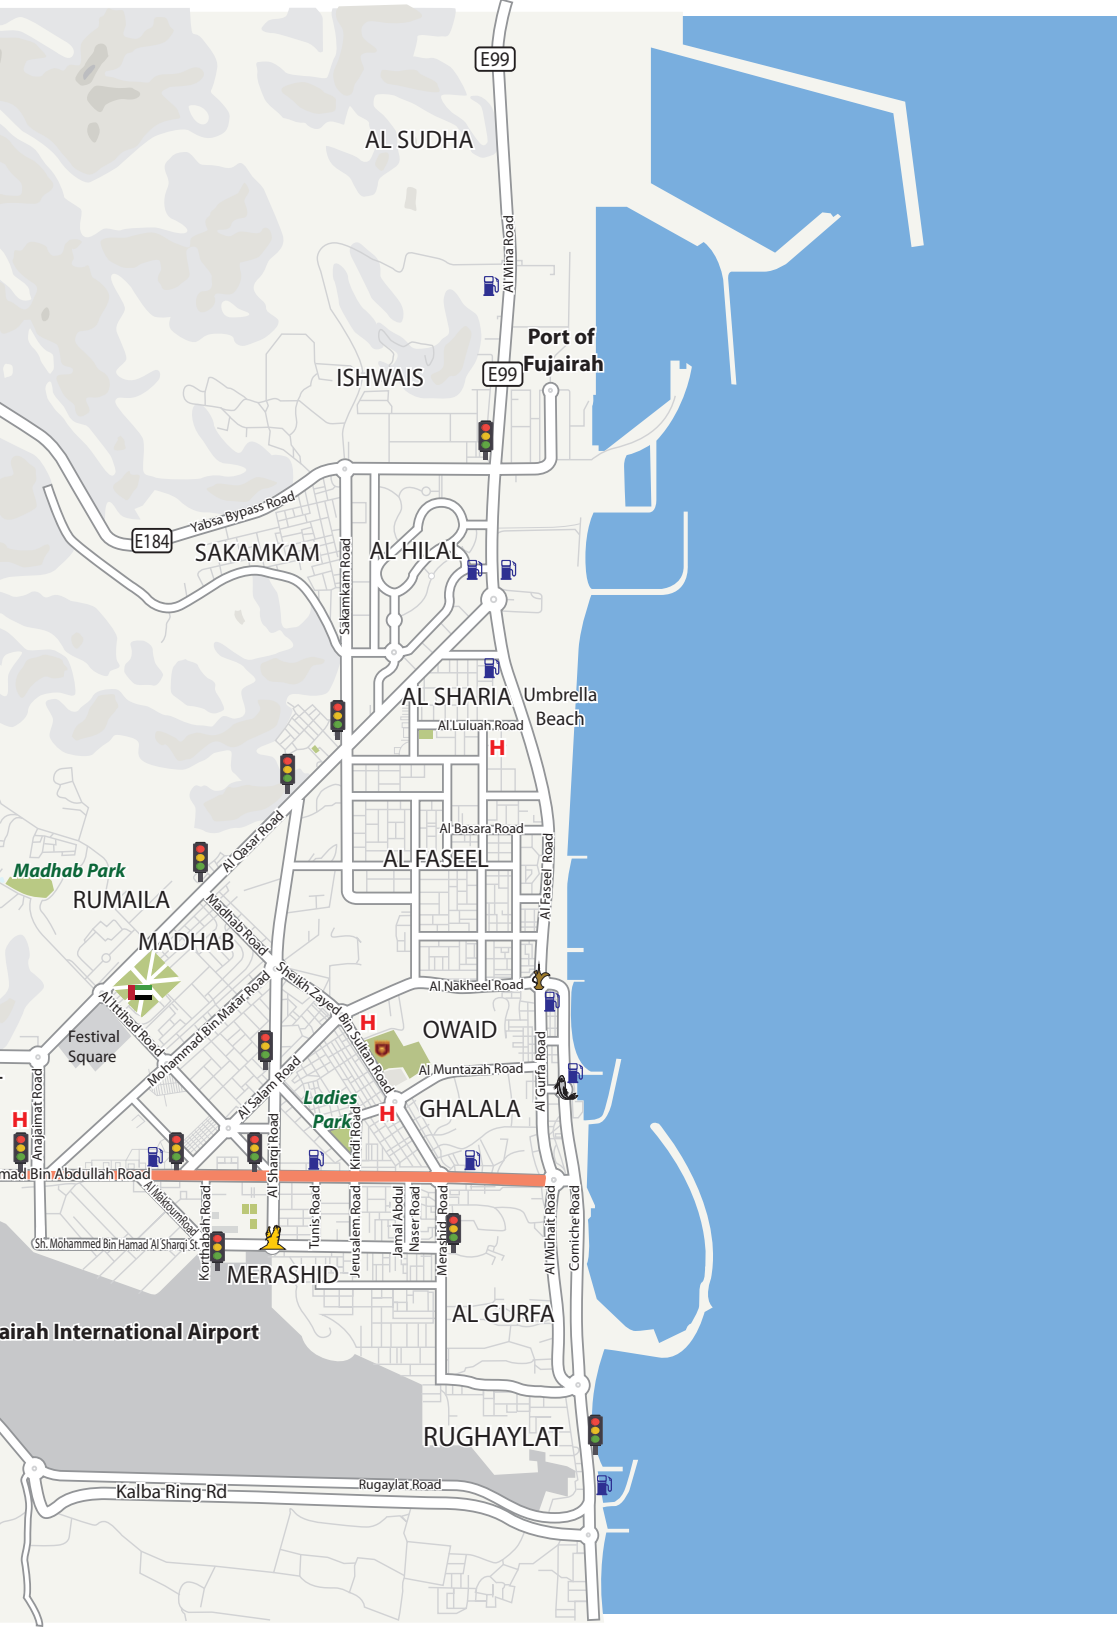 E99
AL SUDHA
Al Mina Road
Port of
Fujairah
E99
ISHWAIS
Yabsa Bypass Road
E184
SAKAMKAM
AL HILAL
Sakamkam Road
AL SHARIA
Umbrella
Beach
Al Luluah Road
H
Al Basara Road
Al Qasar Road
AL FASEEL
Al Faseel Road
Madhab Park
RUMAILA
Madhab Road
MADHAB
Sheikh Zayed Bin Sultan Road
Al Nakheel Road
Al Ittihad Road
Mohammad Bin Matar Road
H
OWAID
Festival
Square
Al Gurfa Road
Al Muntazah Road
Al Salam Road
Anajaimat Road
Ladies
Park
H
GHALALA
H
Kindi Road
Al Sharqi Road
mad Bin Abdullah Road
Al Maktoum Road
Korthabah Road
Tunis Road
Jerusalem Road
Jamal Abdul
Naser Road
Merashid Road
Al Muhait Road
Corniche Road
Sh. Mohammed Bin Hamad Al Sharqi St.
MERASHID
AL GURFA
airah International Airport
RUGHAYLAT
Rugaylat Road
Kalba Ring Rd